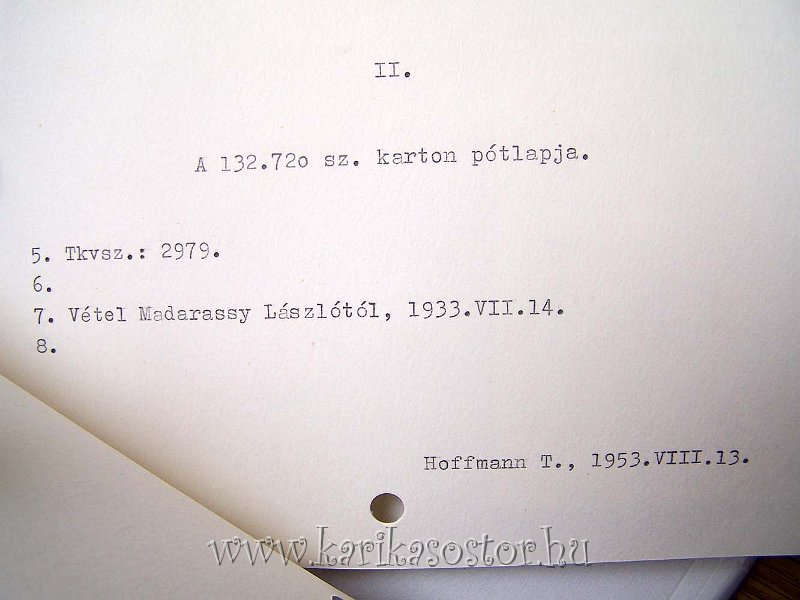 II.
A 132.72o sz. karton pótlapja.
5. Tkvsz.: 2979.
6.
7. Vétel Madarassy Lászlótól, 1933.VII.14.
8.
Hoffmann T., 1953.VIII.13.
www.karikasostor.hu